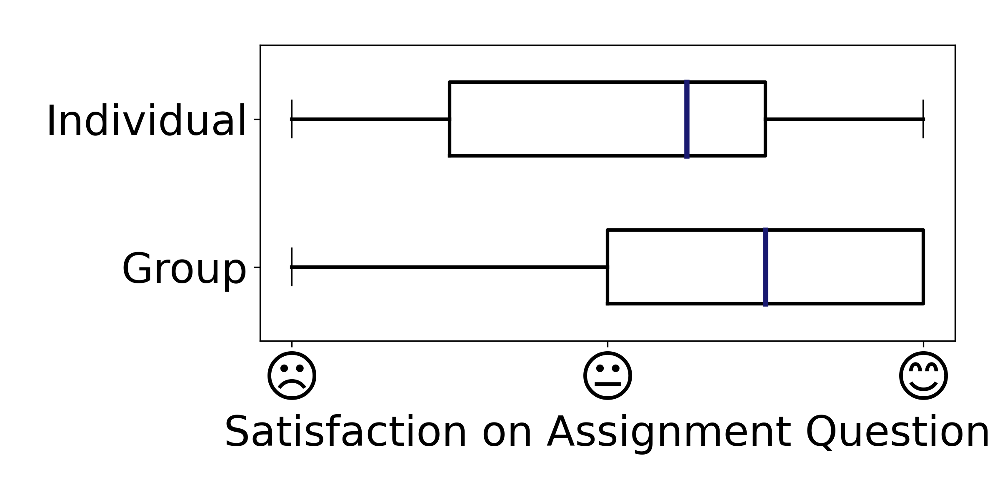 Individual
Group
☹ 😐 😊
Satisfaction on Assignment Question